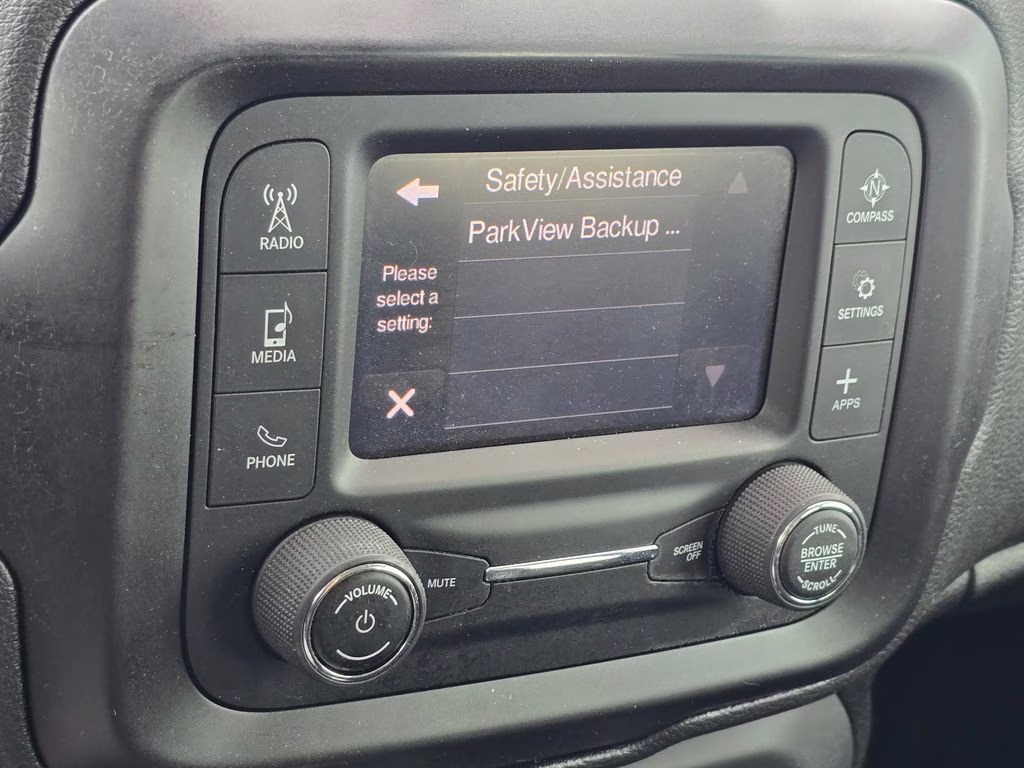 Safety/Assistance
ParkView Backup ...
Please
select a
setting:
RADIO
MEDIA
PHONE
N
COMPASS
SETTINGS
APPS
VOLUME
MUTE
SCREEN
OFF
TUNE
BROWSE
ENTER
SCROLL